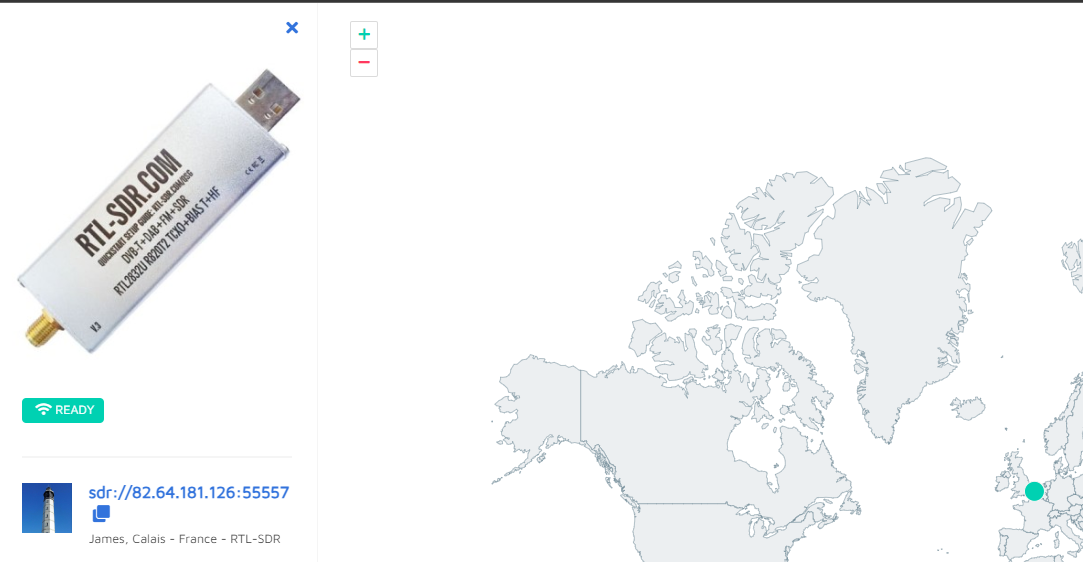 RTL-SDR.COM
QUICKSTART SETUP GUIDE: RTL-SDR.COM/QSG
DVB-T+DAB+FM+SDR
RTL2832U R820T2 TCXO+BIAS T+HF
V.3
READY
sdr://82.64.181.126:55557
James, Calais - France - RTL-SDR